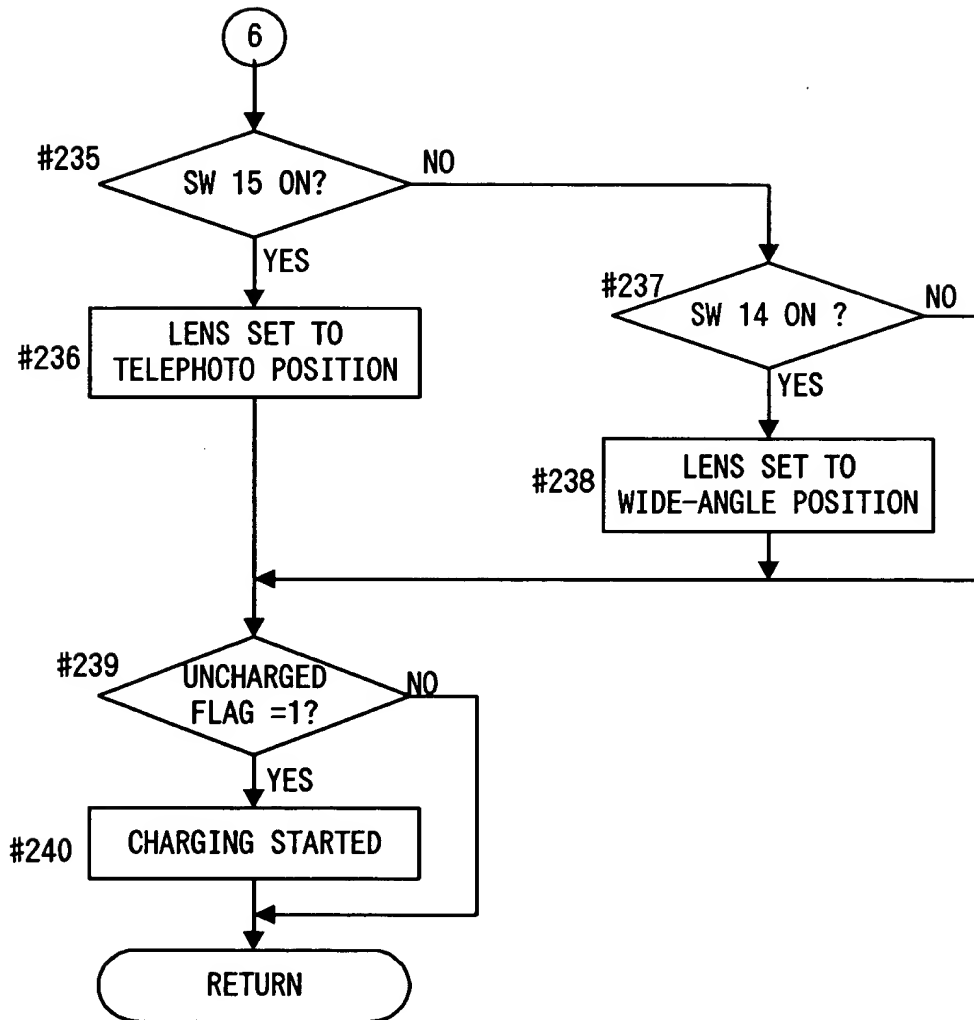 6
#235
SW 15 ON?
NO
YES
#236
LENS SET TO
TELEPHOTO POSITION
#237
SW 14 ON ?
NO
YES
#238
LENS SET TO
WIDE-ANGLE POSITION
#239
UNCHARGED
FLAG =1?
NO
YES
#240
CHARGING STARTED
RETURN